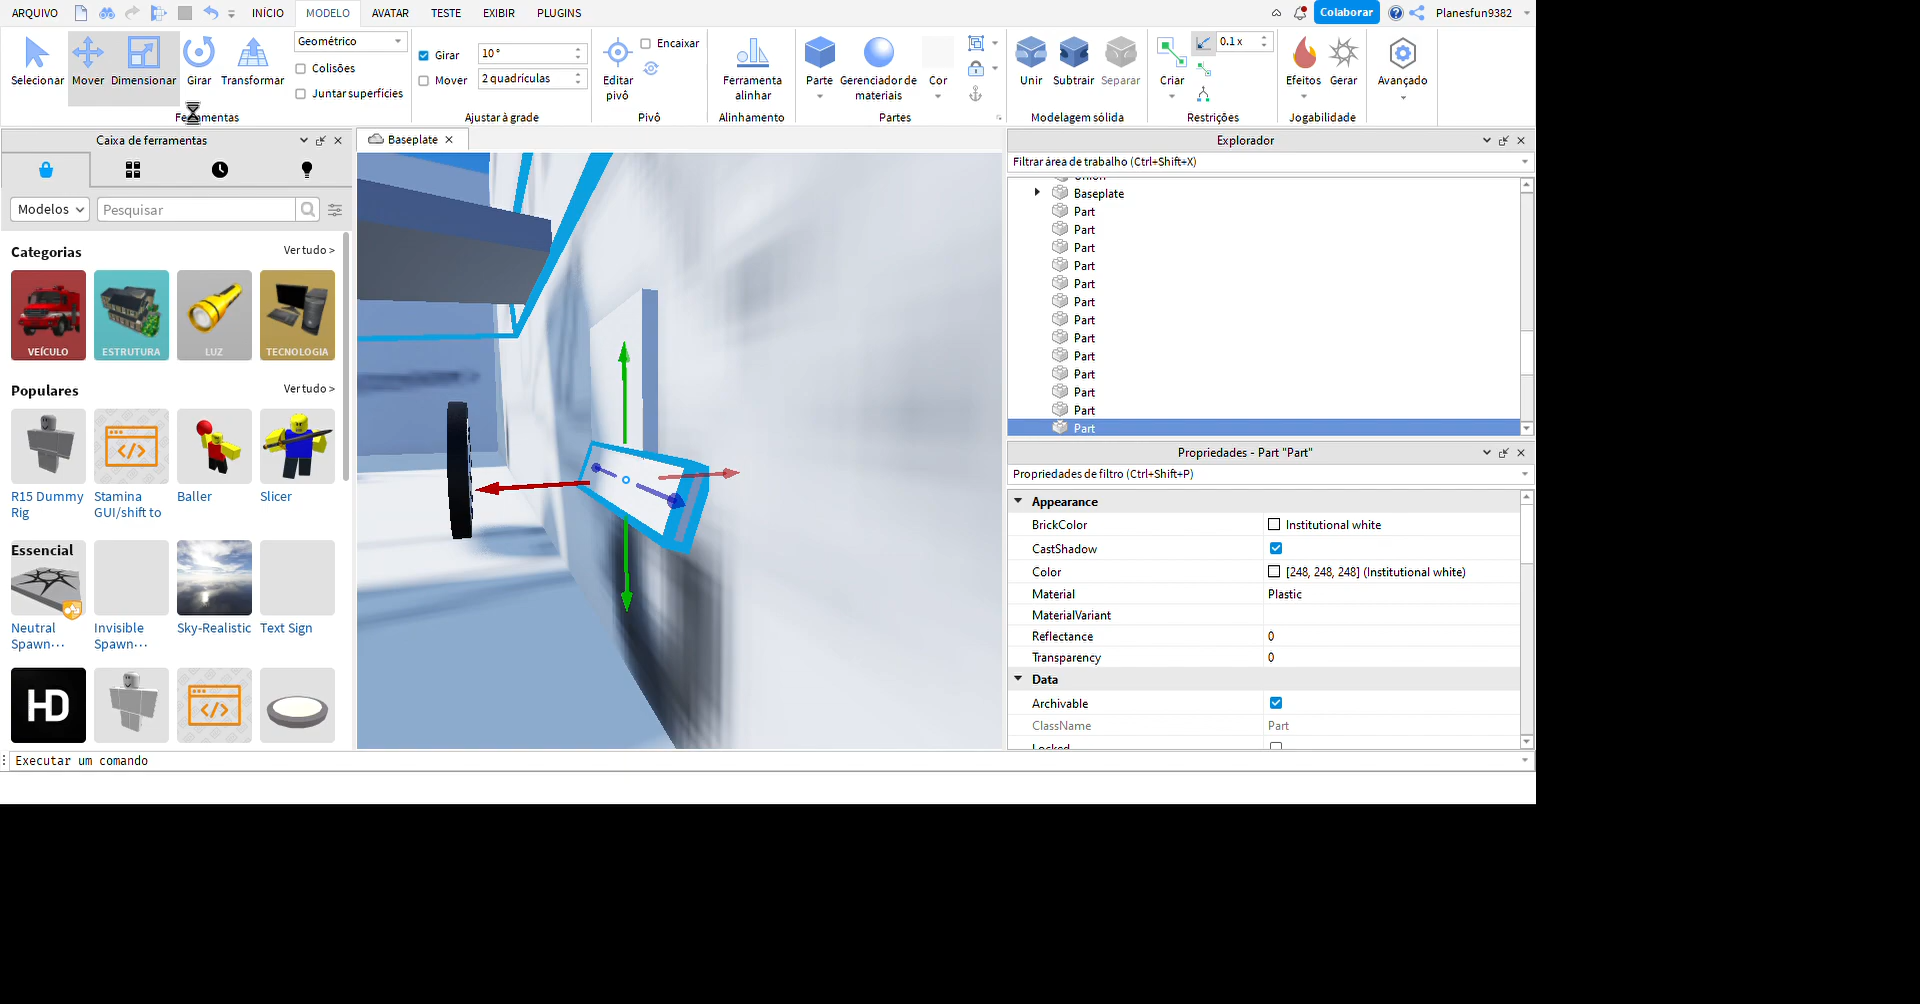 ARQUIVO INÍCIO MODELO AVATAR TESTE EXIBIR PLUGINS Colaborar Planesfun9382
Selecionar Mover Dimensionar Girar Transformar
Geométrico
Colisões
Juntar superfícies
Ferramentas
Girar 10 °
Mover 2 quadrículas
Ajustar à grade
Editar pivô
Encaixar
Pivô
Ferramenta alinhar
Alinhamento
Parte Gerenciador de materiais Cor
Partes
Unir Subtrair Separar
Modelagem sólida
Criar
0.1 x
Restrições
Efeitos Gerar
Jogabilidade
Avançado
Caixa de ferramentas
Modelos Pesquisar
Categorias Ver tudo >
VEÍCULO ESTRUTURA LUZ TECNOLOGIA
Populares Ver tudo >
R15 Dummy Rig
Stamina GUI/shift to
Baller
Slicer
Essencial
Neutral Spawn...
Invisible Spawn...
Sky-Realistic
Text Sign
HD
Baseplate
Explorador
Filtrar área de trabalho (Ctrl+Shift+X)
Union
Baseplate
Part
Part
Part
Part
Part
Part
Part
Part
Part
Part
Part
Part
Part
Propriedades - Part "Part"
Propriedades de filtro (Ctrl+Shift+P)
Appearance
BrickColor Institutional white
CastShadow
Color [248, 248, 248] (Institutional white)
Material Plastic
MaterialVariant
Reflectance 0
Transparency 0
Data
Archivable
ClassName Part
Locked
Executar um comando